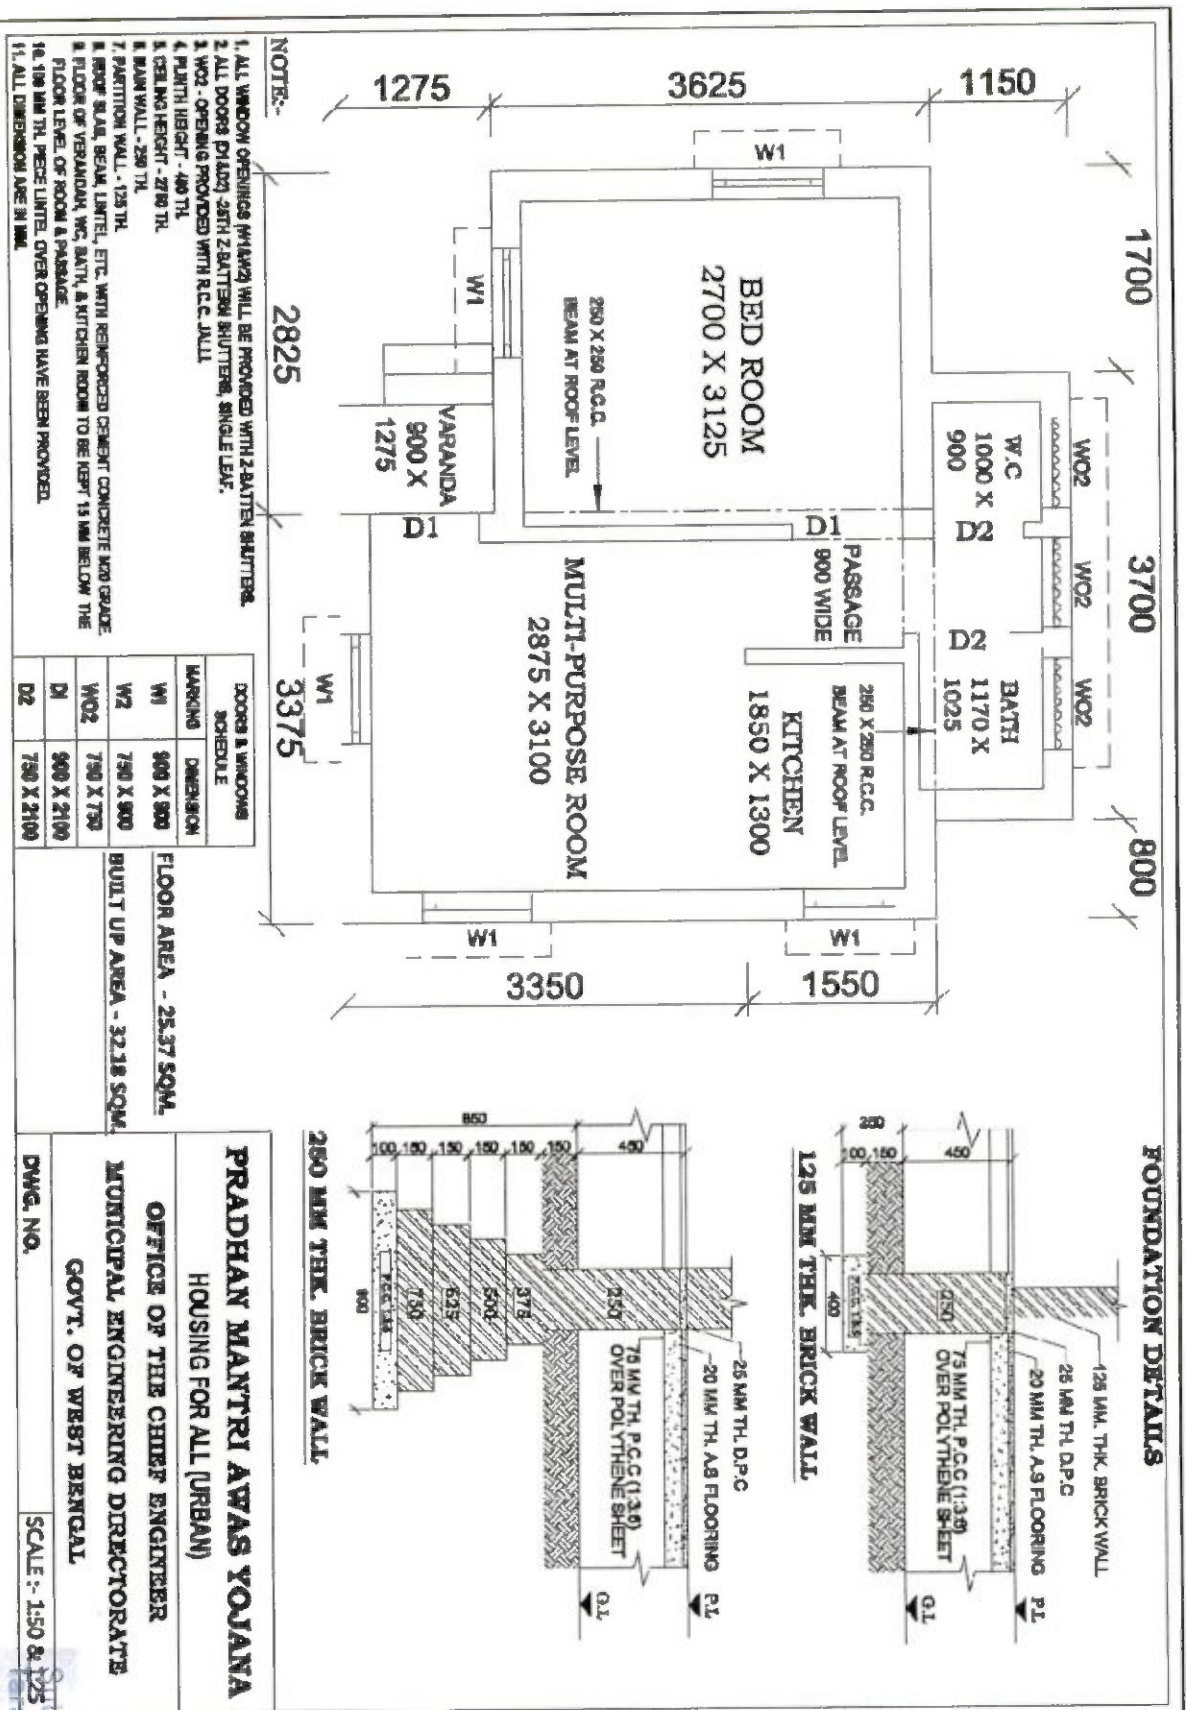 FOUNDATION DETAILS
1700
3700
800
1150
3625
1275
WO2
WO2
WO2
W.C
1000 X
900
D2
D2
BATH
1170 X
1025
W1
BED ROOM
2700 X 3125
D1
PASSAGE
900 WIDE
250 X 250 R.C.C.
BEAM AT ROOF LEVEL
KITCHEN
1850 X 1300
W1
1550
250 X 250 R.C.C.
BEAM AT ROOF LEVEL
MULTI-PURPOSE ROOM
2875 X 3100
W1
VARANDA
900 X
1275
D1
W1
W1
3350
2825
3375
125 MM. THK. BRICK WALL
25 MM TH. D.P.C
20 MM TH. A.S FLOORING
P.L
75 MM TH. P.C.C (1:3:6)
OVER POLYTHENE SHEET
G.L
250
450
150
100
250
400
125 MM THK. BRICK WALL
25 MM TH. D.P.C
20 MM TH. A.S FLOORING
P.L
75 MM TH. P.C.C (1:3:6)
OVER POLYTHENE SHEET
G.L
850
450
150
150
150
150
150
100
250
375
500
625
750
900
250 MM THK. BRICK WALL
NOTE:-
1. ALL WINDOW OPENINGS (W1&W2) WILL BE PROVIDED WITH Z-BATTEN SHUTTERS.
2. ALL DOORS (D1&D2) -25TH Z-BATTEN SHUTTERS, SINGLE LEAF.
3. WO2 - OPENING PROVIDED WITH R.C.C. JALLI.
4. PLINTH HEIGHT - 450 TH.
5. CEILING HEIGHT - 2750 TH.
6. MAIN WALL - 250 TH.
7. PARTITION WALL - 125 TH.
8. ROOF SLAB, BEAM, LINTEL, ETC. WITH REINFORCED CEMENT CONCRETE M20 GRADE
9. FLOOR OF VERANDAH, WC, BATH, & KITCHEN ROOM TO BE KEPT 15 MM BELOW THE
FLOOR LEVEL OF ROOM & PASSAGE.
10. 100 MM TH. PIECE LINTEL OVER OPENING HAVE BEEN PROVIDED.
11. ALL DIMENSION ARE IN MM.
DOORS & WINDOWS
SCHEDULE
MARKING DIMENSION
W1 900 X 900
W2 750 X 900
WO2 750 X 750
D1 900 X 2100
D2 750 X 2100
FLOOR AREA - 25.37 SQM.
BUILT UP AREA - 32.18 SQM.
PRADHAN MANTRI AWAS YOJANA
HOUSING FOR ALL (URBAN)
OFFICE OF THE CHIEF ENGINEER
MUNICIPAL ENGINEERING DIRECTORATE
GOVT. OF WEST BENGAL
DWG. NO.
SCALE :- 1:50 & 1:25